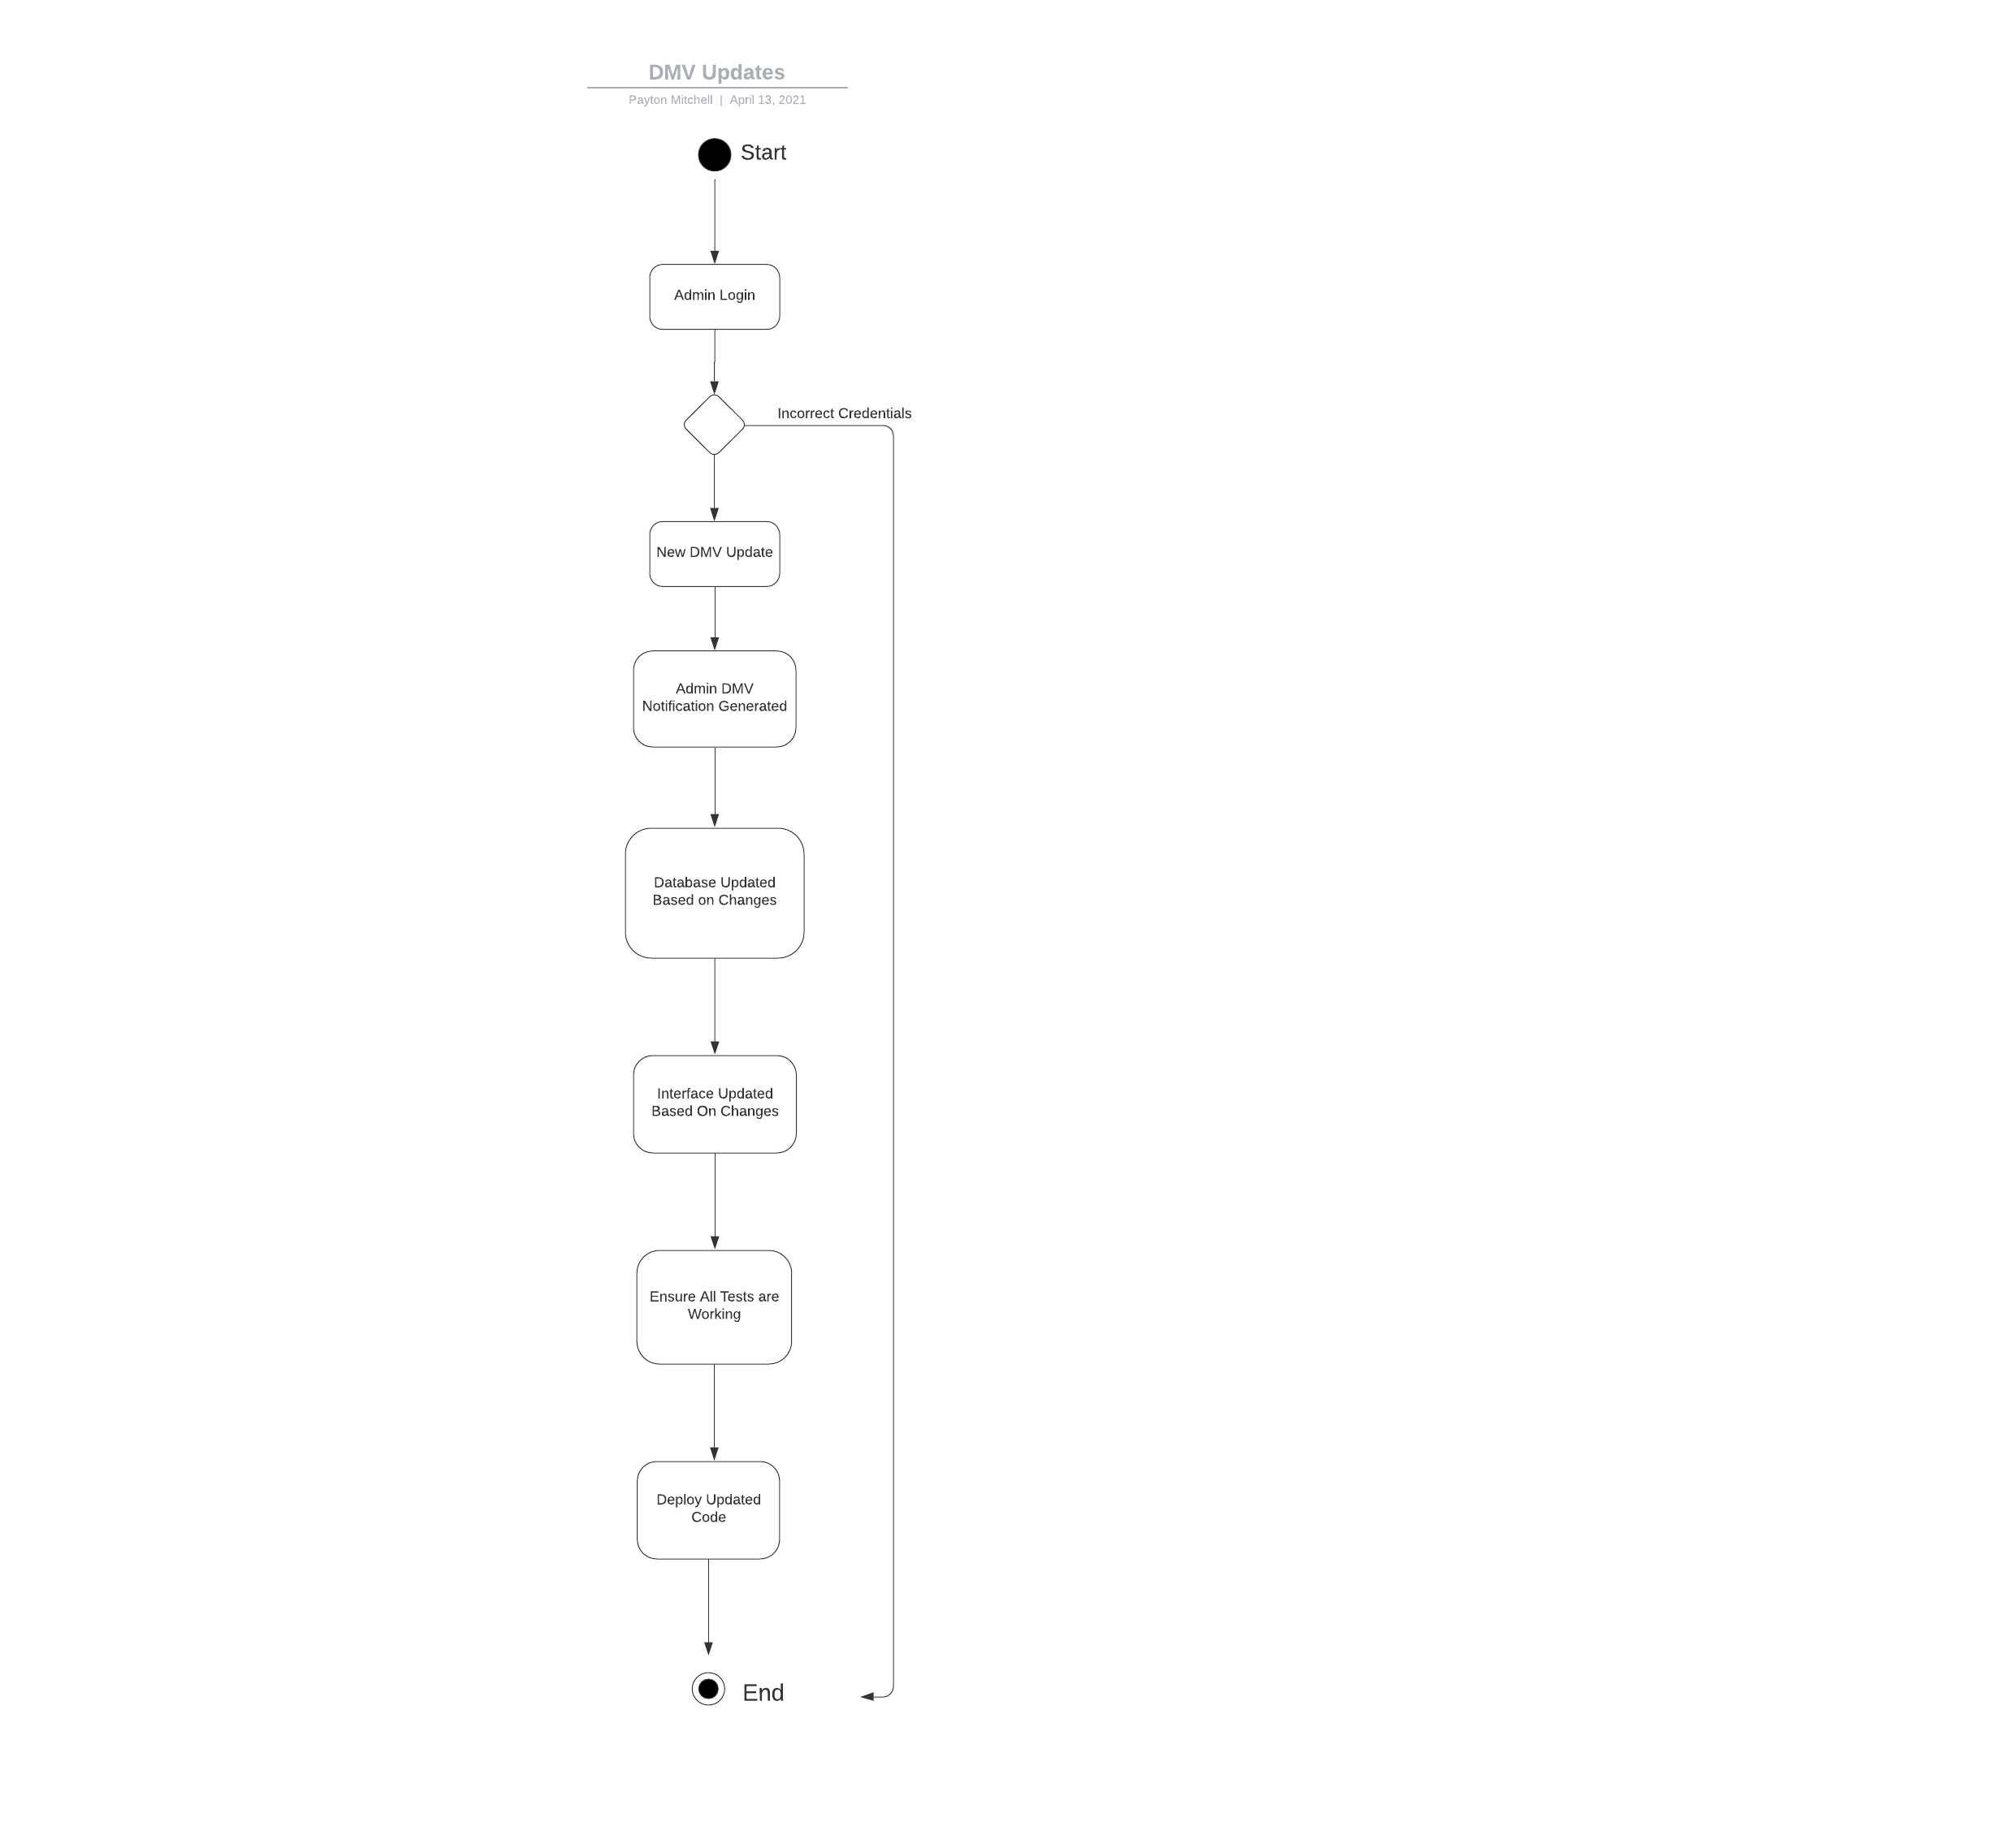 DMV Updates
Payton Mitchell | April 13, 2021
Start
Admin Login
Incorrect Credentials
New DMV Update
Admin DMV
Notification Generated
Database Updated
Based on Changes
Interface Updated
Based On Changes
Ensure All Tests are
Working
Deploy Updated
Code
End